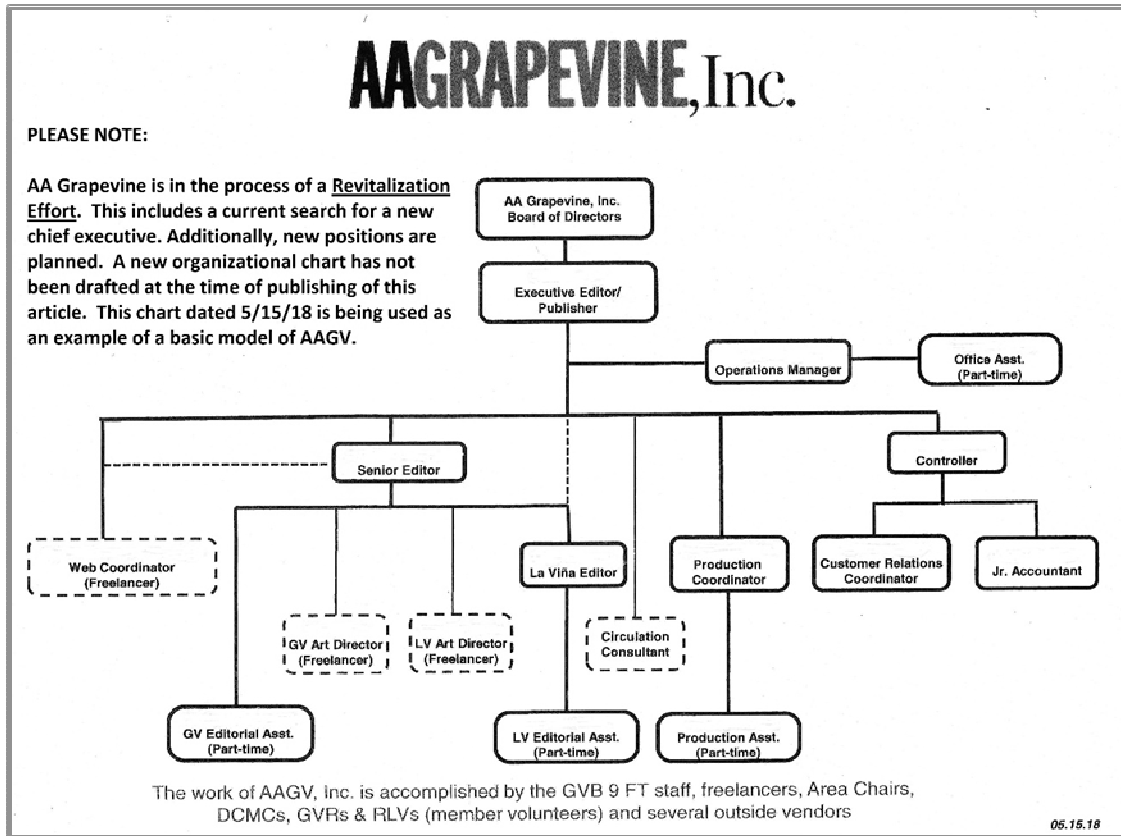 AAGRAPEVINE, Inc.
PLEASE NOTE:
AA Grapevine is in the process of a Revitalization
Effort. This includes a current search for a new
chief executive. Additionally, new positions are
planned. A new organizational chart has not
been drafted at the time of publishing of this
article. This chart dated 5/15/18 is being used as
an example of a basic model of AAGV.
AA Grapevine, Inc.
Board of Directors
Executive Editor/
Publisher
Operations Manager
Office Asst.
(Part-time)
Senior Editor
Controller
Web Coordinator
(Freelancer)
La Viña Editor
Production
Coordinator
Customer Relations
Coordinator
Jr. Accountant
GV Art Director
(Freelancer)
LV Art Director
(Freelancer)
Circulation
Consultant
GV Editorial Asst.
(Part-time)
LV Editorial Asst.
(Part-time)
Production Asst.
(Part-time)
The work of AAGV, Inc. is accomplished by the GVB 9 FT staff, freelancers, Area Chairs,
DCMCs, GVRs & RLVs (member volunteers) and several outside vendors
05.15.18